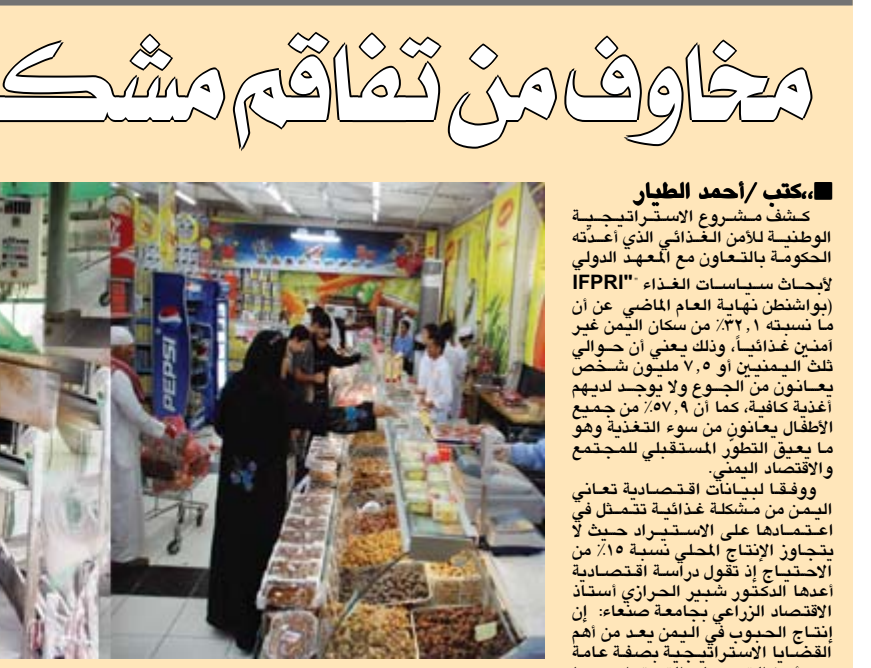 مخاوف من تفاقم مشك
■،،كتب /أحمد الطيار
كشف مشروع الاستراتيجيـة
الوطنية للأمن الغذائي الذي أعدّته
الحكومة بالتعاون مع المعهد الدولي
لأبحاث سياسات الغذاء -"IFPRI
(بواشنطن نهاية العام الماضي عن أن
ما نسبته ٣٢,١٪ من سكان اليمن غير
آمنين غذائياً، وذلك يعني أن حوالي
ثلث اليمنيين أو ٧,٥ مليون شخص
يعانون من الجوع ولا يوجد لديهم
أغذية كافية، كما أن ٥٧,٩٪ من جميع
الأطفال يعانون من سوء التغذية وهو
ما يعيق التطور المستقبلي للمجتمع
والاقتصاد اليمني.
ووفقا لبيانات اقتصادية تعاني
اليمن من مشكلة غذائية تتمثل في
اعتمادها على الاستيراد حيث لا
يتجاوز الإنتاج المحلي نسبة ١٥٪ من
الاحتياج إذ تقول دراسة اقتصادية
أعدها الدكتور شبير الحرازي أستاذ
الاقتصاد الزراعي بجامعة صنعاء: إن
إنتاج الحبوب في اليمن يعد من أهم
القضايا الاستراتيجية بصفة عامة
PEPSI